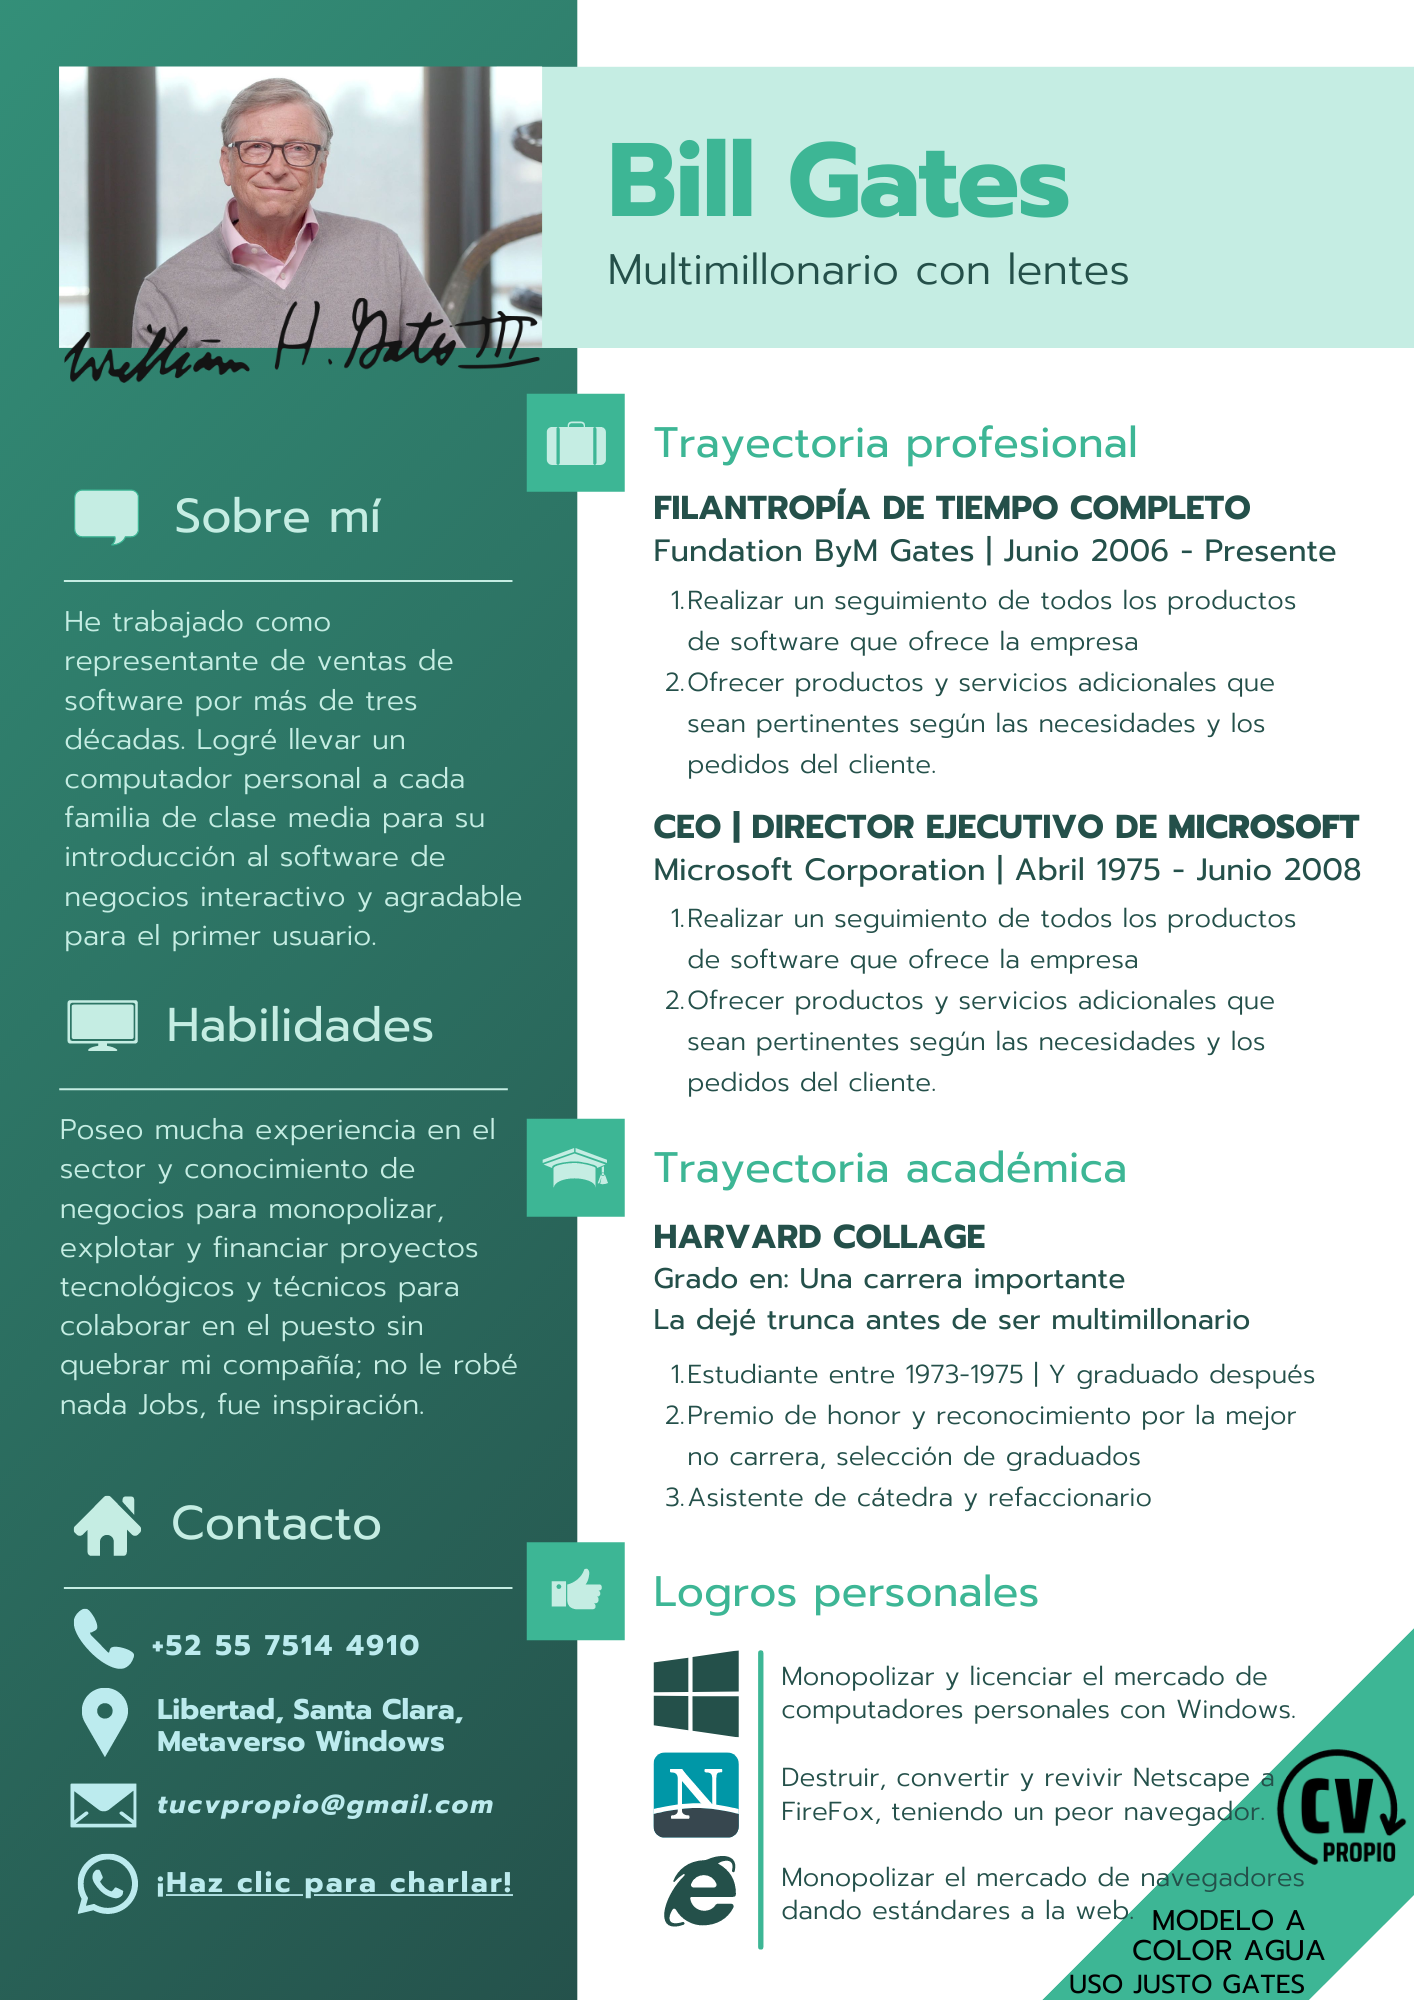 Bill Gates
Multimillonario con lentes
William H. Gates III
Sobre mí
He trabajado como
representante de ventas de
software por más de tres
décadas. Logré llevar un
computador personal a cada
familia de clase media para su
introducción al software de
negocios interactivo y agradable
para el primer usuario.
Habilidades
Poseo mucha experiencia en el
sector y conocimiento de
negocios para monopolizar,
explotar y financiar proyectos
tecnológicos y técnicos para
colaborar en el puesto sin
quebrar mi compañía; no le robé
nada Jobs, fue inspiración.
Contacto
+52 55 7514 4910
Libertad, Santa Clara,
Metaverso Windows
tucvpropio@gmail.com
¡Haz clic para charlar!
Trayectoria profesional
FILANTROPÍA DE TIEMPO COMPLETO
Fundation ByM Gates | Junio 2006 - Presente
1.Realizar un seguimiento de todos los productos
de software que ofrece la empresa
2.Ofrecer productos y servicios adicionales que
sean pertinentes según las necesidades y los
pedidos del cliente.
CEO | DIRECTOR EJECUTIVO DE MICROSOFT
Microsoft Corporation | Abril 1975 - Junio 2008
1.Realizar un seguimiento de todos los productos
de software que ofrece la empresa
2.Ofrecer productos y servicios adicionales que
sean pertinentes según las necesidades y los
pedidos del cliente.
Trayectoria académica
HARVARD COLLAGE
Grado en: Una carrera importante
La dejé trunca antes de ser multimillonario
1.Estudiante entre 1973-1975 | Y graduado después
2.Premio de honor y reconocimiento por la mejor
no carrera, selección de graduados
3.Asistente de cátedra y refaccionario
Logros personales
Monopolizar y licenciar el mercado de
computadores personales con Windows.
N
Destruir, convertir y revivir Netscape a
FireFox, teniendo un peor navegador.
Monopolizar el mercado de navegadores
dando estándares a la web.
CV
PROPIO
MODELO A
COLOR AGUA
USO JUSTO GATES